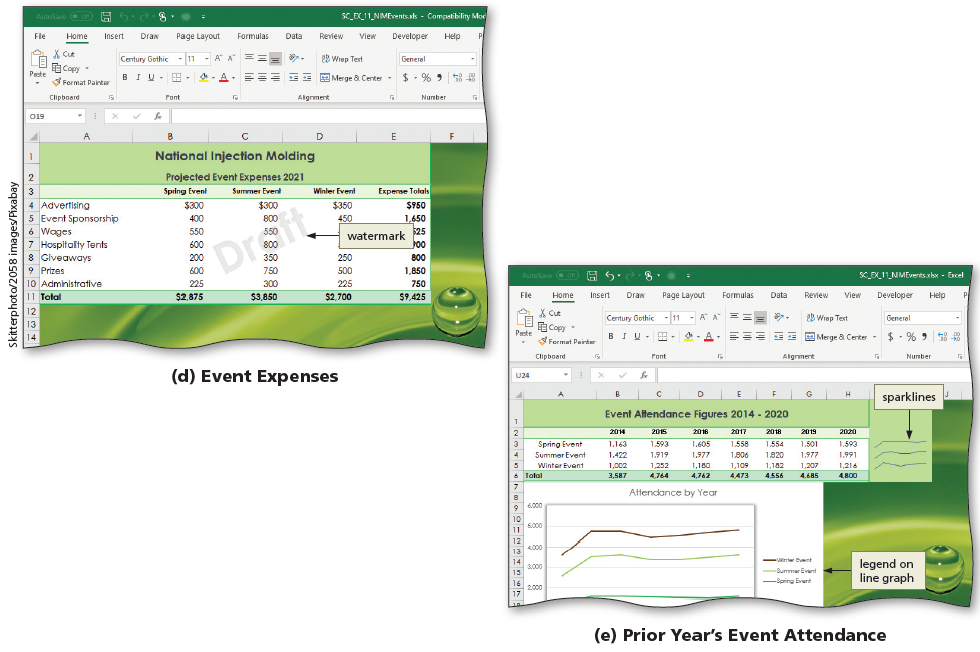 AutoSave Off
SC_EX_11_NIMEvents.xls - Compatibility Mod
File Home Insert Draw Page Layout Formulas Data Review View Developer Help
Cut
Copy
Format Painter
Paste
Century Gothic 11
Wrap Text
Merge & Center
General
Clipboard Font Alignment Number
O19
A B C D E F
1 National Injection Molding
2 Projected Event Expenses 2021
3 Spring Event Summer Event Winter Event Expense Totals
4 Advertising $300 $300 $350 $950
5 Event Sponsorship 400 800 450 1,650
6 Wages 550 550
7 Hospitality Tents 600 800
8 Giveaways 200 350 250 800
9 Prizes 600 750 500 1,850
10 Administrative 225 300 225 750
11 Total $2,875 $3,850 $2,700 $9,425
12
13
14
Draft
watermark
Skitterphoto/2058 images/Pixabay
(d) Event Expenses
AutoSave Off
SC_EX_11_NIMEvents.xlsx - Excel
File Home Insert Draw Page Layout Formulas Data Review View Developer Help
Cut
Copy
Format Painter
Paste
Century Gothic 11
Wrap Text
Merge & Center
General
Clipboard Font Alignment Number
U24
A B C D E F G H J
sparklines
1 Event Attendance Figures 2014 - 2020
2 2014 2015 2016 2017 2018 2019 2020
3 Spring Event 1,163 1,593 1,605 1,558 1,554 1,501 1,593
4 Summer Event 1,422 1,919 1,977 1,806 1,820 1,977 1,991
5 Winter Event 1,002 1,252 1,180 1,109 1,182 1,207 1,216
6 Total 3,587 4,764 4,762 4,473 4,556 4,685 4,800
7
8
9
10
11
12
13
14
15
16
17
Attendance by Year
6,000
5,000
4,000
3,000
2,000
Winter Event
Summer Event
Spring Event
legend on
line graph
(e) Prior Year's Event Attendance